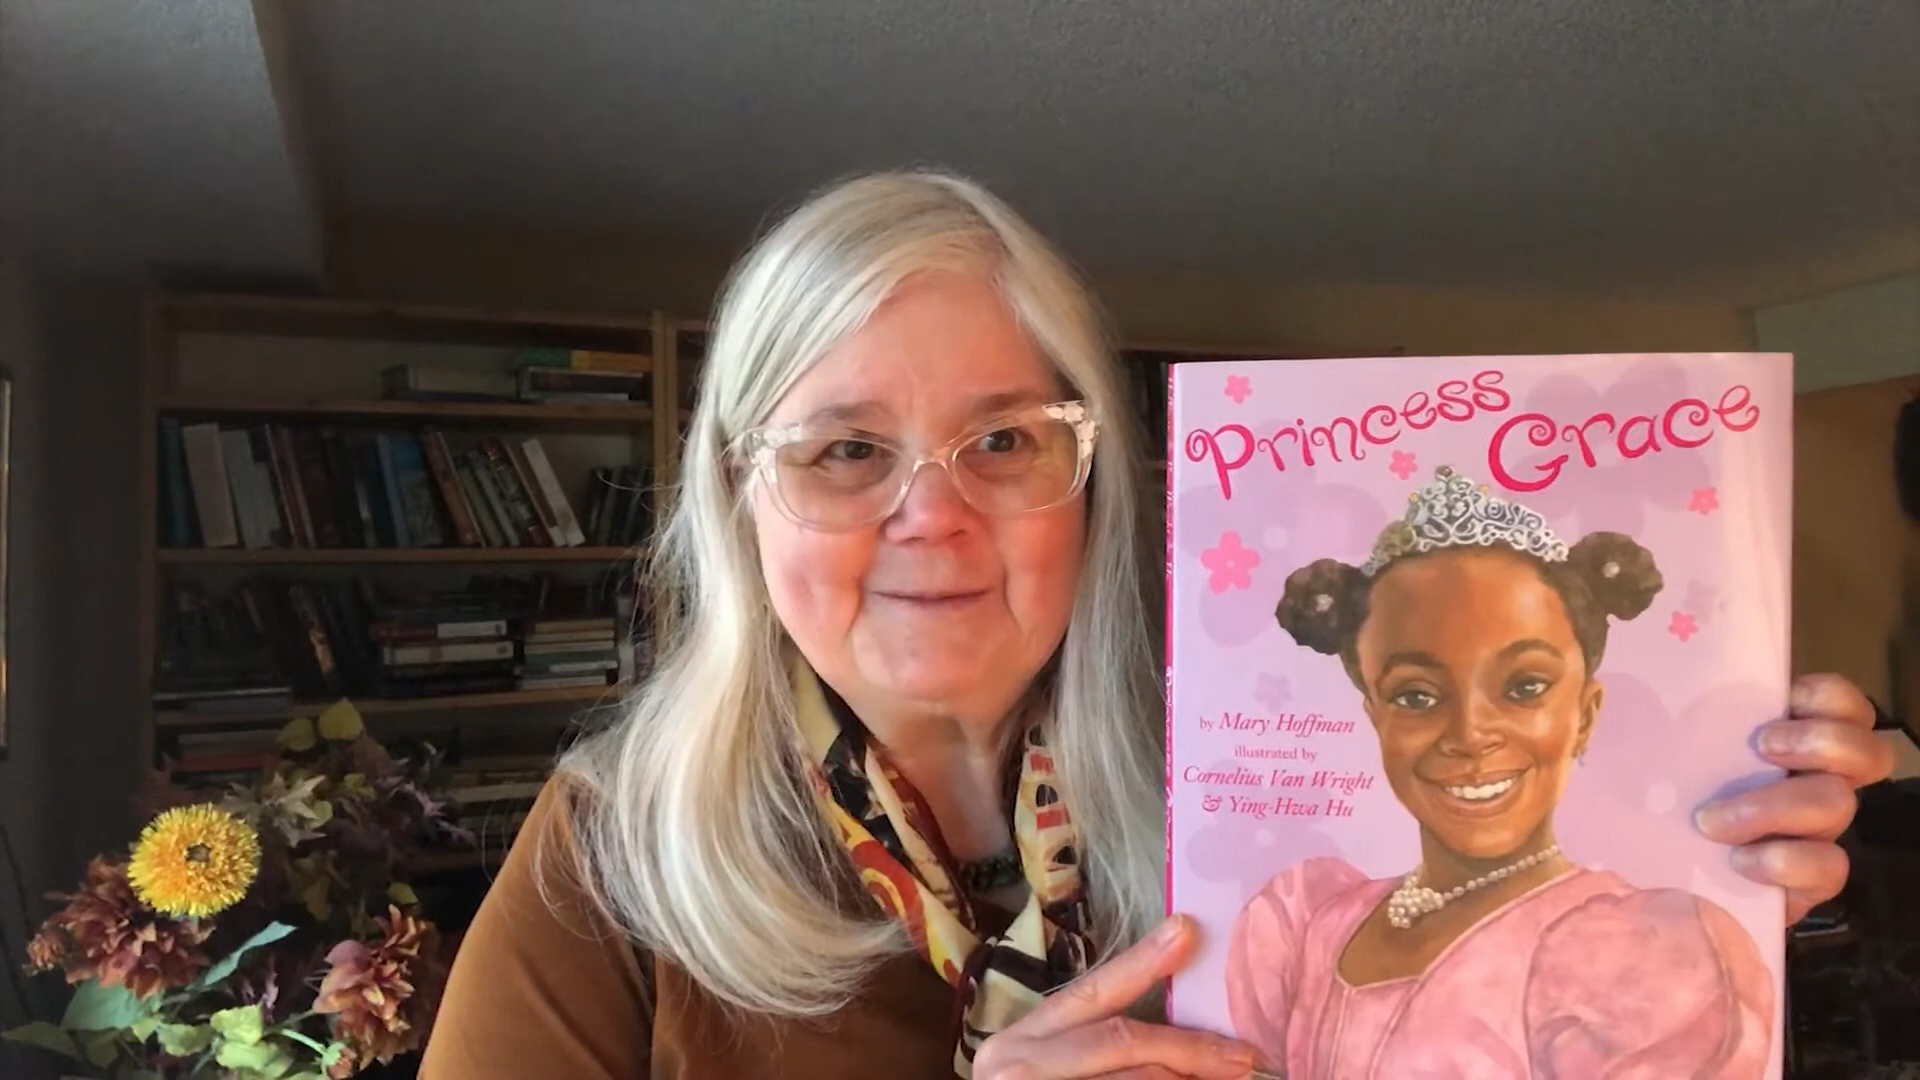 Princess
Grace
by Mary Hoffman
illustrated by
Cornelius Van Wright
& Ying-Hwa Hu